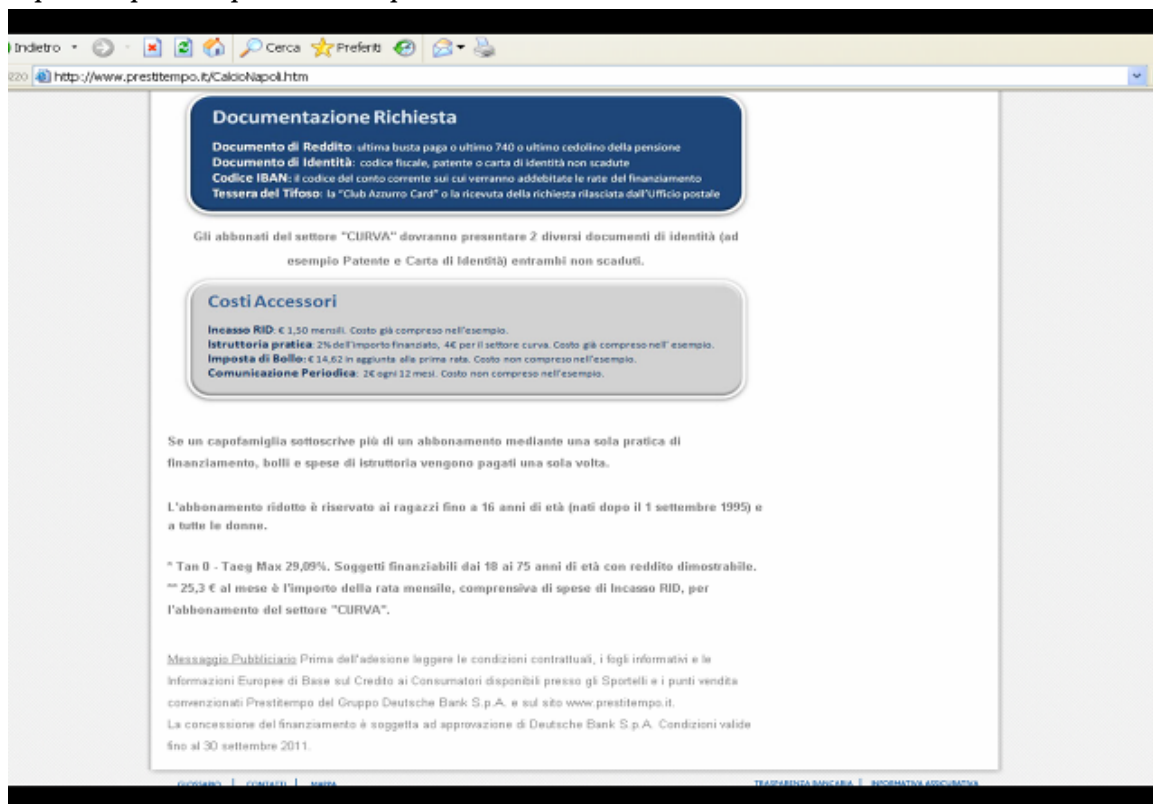 Indietro Cerca Preferiti
http://www.prestitempo.it/CalcioNapoli.htm
Documentazione Richiesta
Documento di Reddito: ultima busta paga o ultimo 740 o ultimo cedolino della pensione
Documento di Identità: codice fiscale, patente o carta di identità non scadute
Codice IBAN: il codice del conto corrente sui cui verranno addebitate le rate del finanziamento
Tessera del Tifoso: la "Club Azzurro Card" o la ricevuta della richiesta rilasciata dall'Ufficio postale
Gli abbonati del settore "CURVA" dovranno presentare 2 diversi documenti di identità (ad
esempio Patente e Carta di Identità) entrambi non scaduti.
Costi Accessori
Incasso RID: € 1,50 mensili. Costo già compreso nell'esempio.
Istruttoria pratica: 2% dell'importo finanziato, 4€ per il settore curva. Costo già compreso nell' esempio.
Imposta di Bollo: € 14,62 in aggiunta alla prima rata. Costo non compreso nell'esempio.
Comunicazione Periodica: 2€ ogni 12 mesi. Costo non compreso nell'esempio.
Se un capofamiglia sottoscrive più di un abbonamento mediante una sola pratica di
finanziamento, bolli e spese di istruttoria vengono pagati una sola volta.
L'abbonamento ridotto è riservato ai ragazzi fino a 16 anni di età (nati dopo il 1 settembre 1995) e
a tutte le donne.
* Tan 0 - Taeg Max 29,09%. Soggetti finanziabili dai 18 ai 75 anni di età con reddito dimostrabile.
** 25,3 € al mese è l'importo della rata mensile, comprensiva di spese di Incasso RID, per
l'abbonamento del settore "CURVA".
Messaggio Pubblicitario Prima dell'adesione leggere le condizioni contrattuali, i fogli informativi e le
Informazioni Europee di Base sul Credito ai Consumatori disponibili presso gli Sportelli e i punti vendita
convenzionati Prestitempo del Gruppo Deutsche Bank S.p.A. e sul sito www.prestitempo.it.
La concessione del finanziamento è soggetta ad approvazione di Deutsche Bank S.p.A. Condizioni valide
fino al 30 settembre 2011.
GLOSSARIO | CONTATTI | MAPPA TRASPARENZA BANCARIA | INFORMATIVA ASSICURATIVA